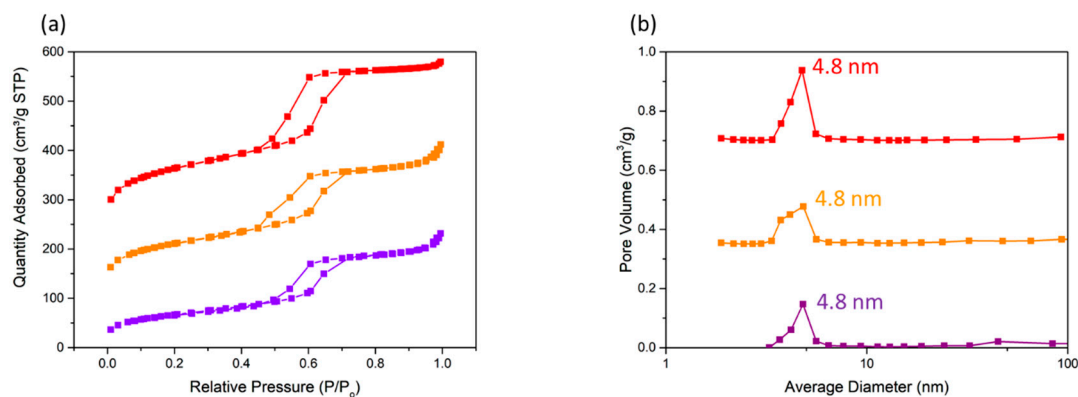 (a)
Quantity Adsorbed (cm³/g STP)
600
500
400
300
200
100
0
0.0 0.2 0.4 0.6 0.8 1.0
Relative Pressure (P/P₀)
(b)
Pore Volume (cm³/g)
1.0
0.8
0.6
0.4
0.2
0.0
4.8 nm
4.8 nm
4.8 nm
1 10 100
Average Diameter (nm)